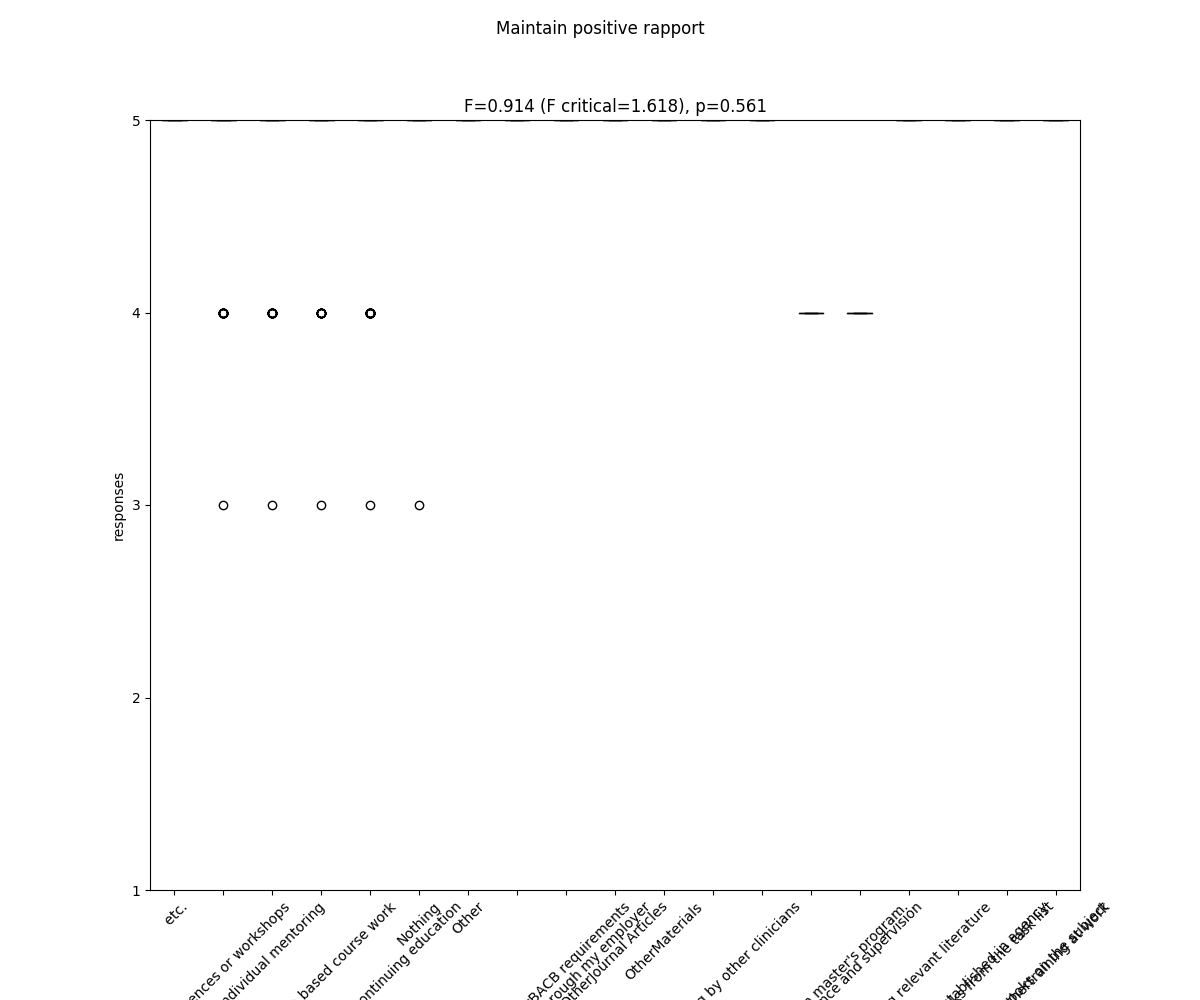 Maintain positive rapport
F=0.914 (F critical=1.618), p=0.561
5
4
3
2
1
responses
etc.
ences or workshops
ndividual mentoring
based course work
Nothing
ontinuing education
Other
BACB requirements
rough my employer
OtherMaterials
g by other clinicians
n master's program.
nce and supervision
g relevant literature